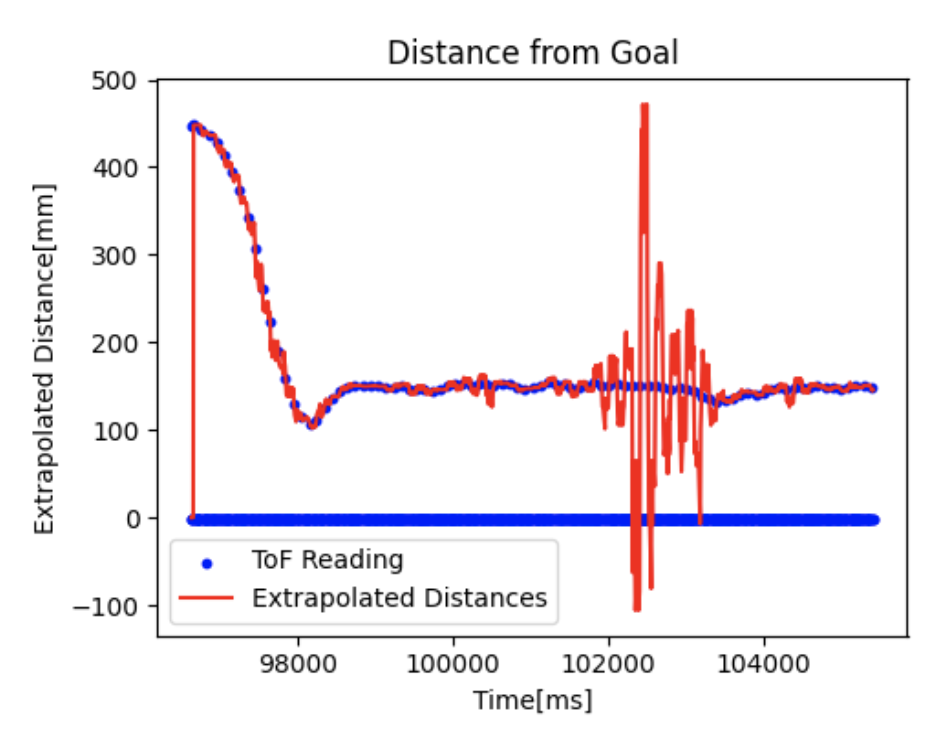 Distance from Goal
Extrapolated Distance[mm]
500
400
300
200
100
0
−100
ToF Reading
Extrapolated Distances
98000 100000 102000 104000
Time[ms]